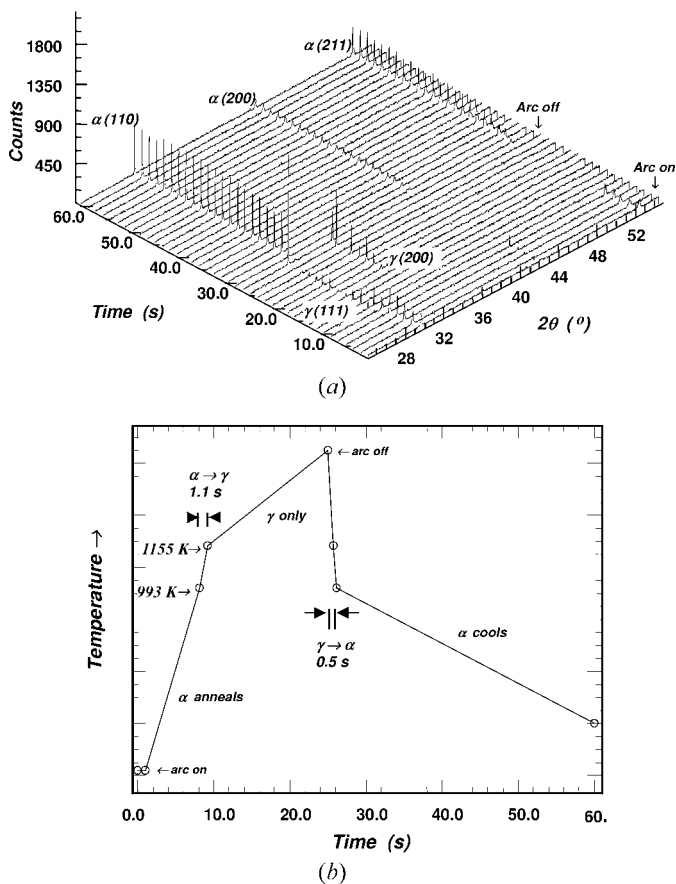 1800
1350
900
450
Counts
α (211)
α (200)
α (110)
Arc off
↓
Arc on
↓
γ (200)
γ (111)
60.0
50.0
40.0
30.0
20.0
10.0
Time (s)
28
32
36
40
44
48
52
2θ (º)
(a)
←arc off
α→γ
1.1 s
γ only
1155 K→
993 K→
γ→α
0.5 s
α cools
α anneals
←arc on
Temperature →
0.0 10.0 20.0 30.0 40.0 50.0 60.
Time (s)
(b)